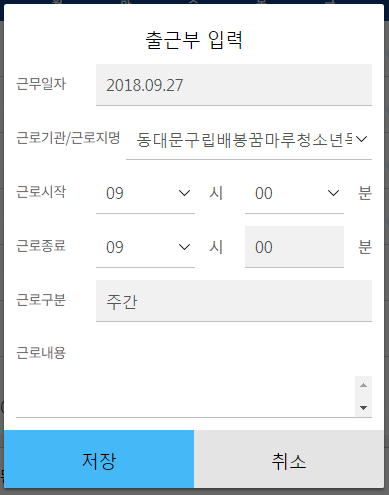 출근부 입력
근무일자 2018.09.27
근로기관/근로지명 동대문구립배봉꿈마루청소년독
근로시작 09 시 00 분
근로종료 09 시 00 분
근로구분 주간
근로내용
저장 취소